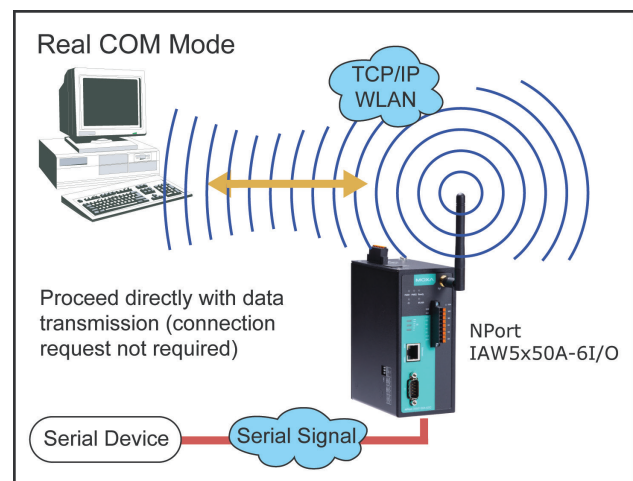 Real COM Mode
TCP/IP
WLAN
MOXA
Proceed directly with data
transmission (connection
request not required)
NPort
IAW5x50A-6I/O
Serial Device
Serial Signal